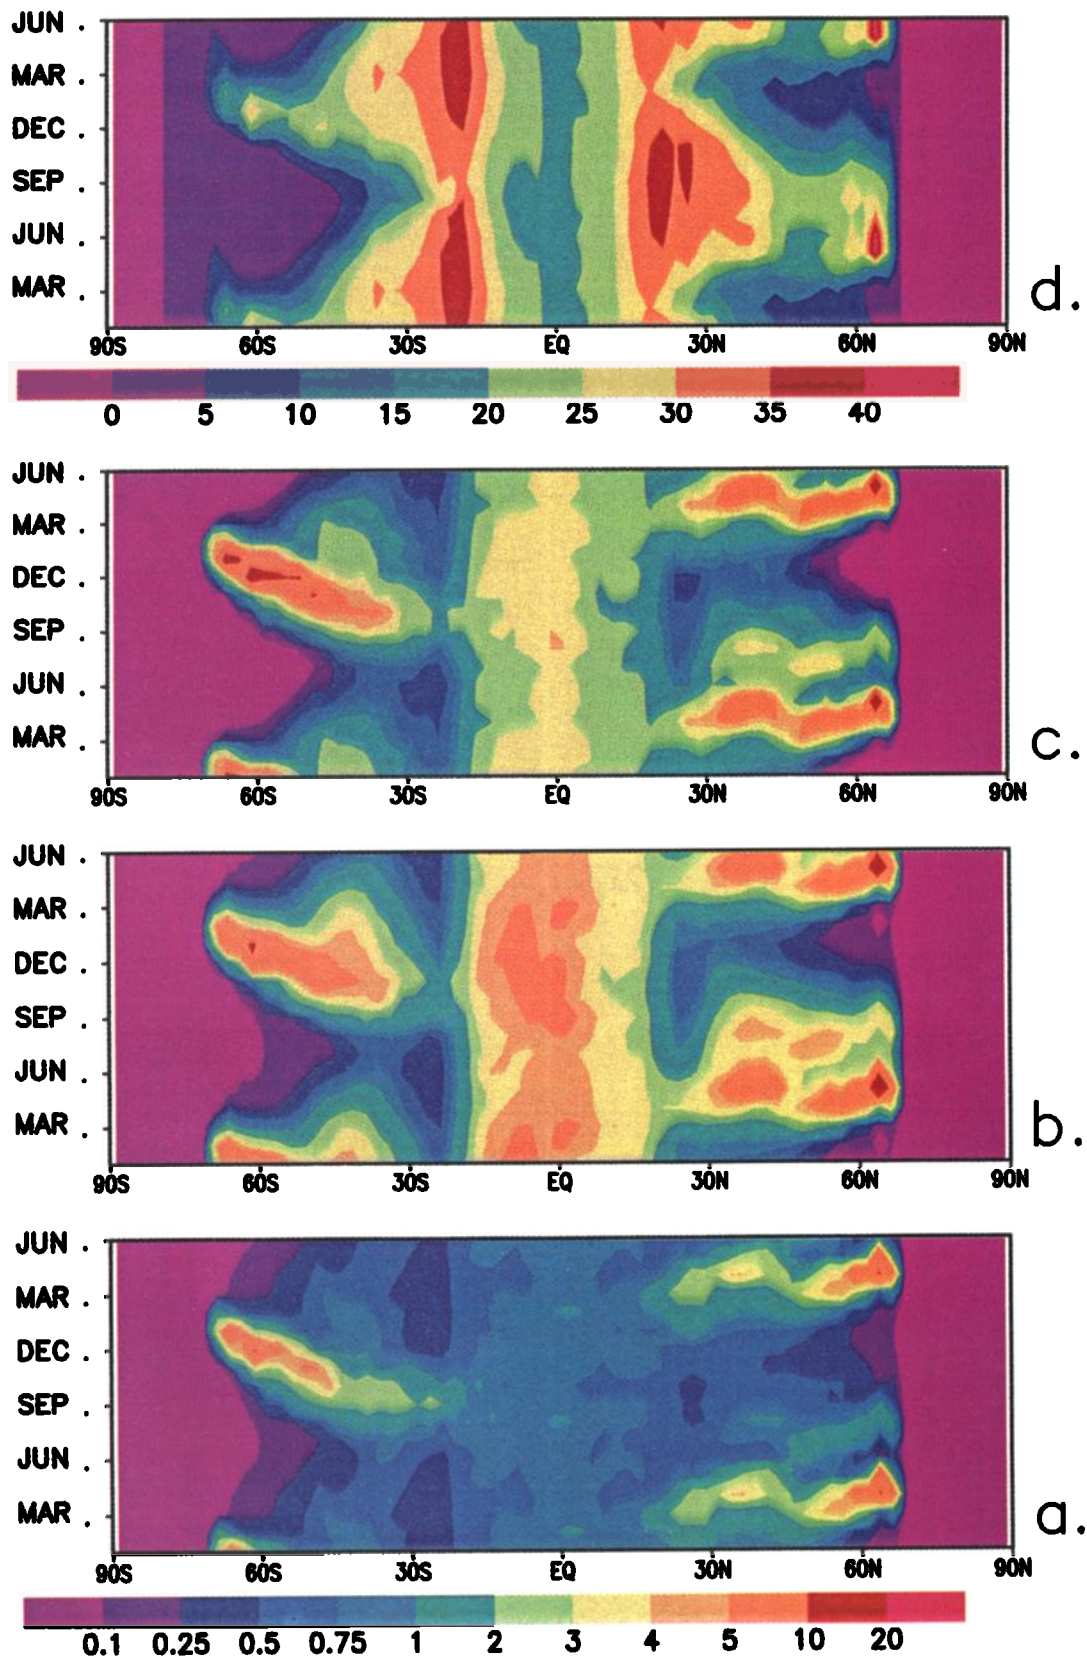 JUN .
MAR .
DEC .
SEP .
JUN .
MAR .
d.
90S 60S 30S EQ 30N 60N 90N
0 5 10 15 20 25 30 35 40
JUN .
MAR .
DEC .
SEP .
JUN .
MAR .
c.
90S 60S 30S EQ 30N 60N 90N
JUN .
MAR .
DEC .
SEP .
JUN .
MAR .
b.
90S 60S 30S EQ 30N 60N 90N
JUN .
MAR .
DEC .
SEP .
JUN .
MAR .
a.
90S 60S 30S EQ 30N 60N 90N
0.1 0.25 0.5 0.75 1 2 3 4 5 10 20